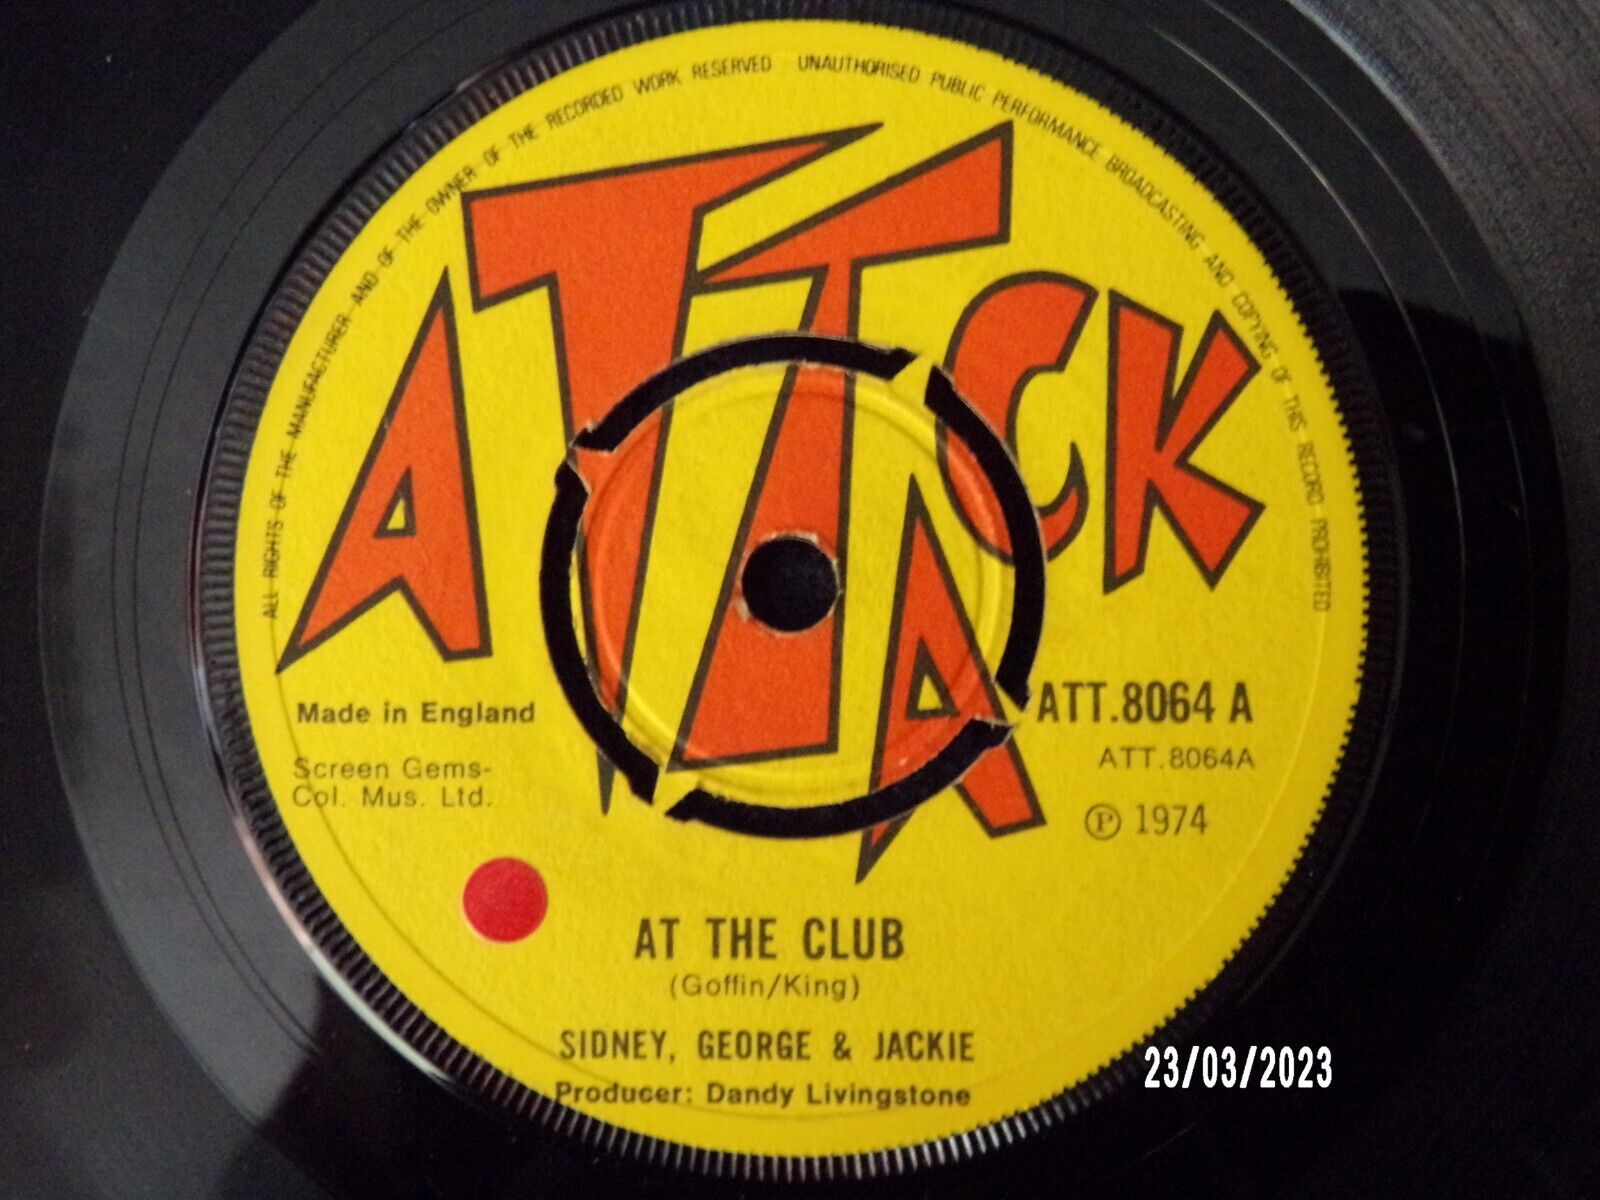 ALL RIGHTS OF THE MANUFACTURER AND OF THE OWNER OF THE RECORDED WORK RESERVED UNAUTHORISED PUBLIC PERFORMANCE BROADCASTING AND COPYING OF THIS RECORD PROHIBITED
ATTACK
Made in England
Screen Gems-
Col. Mus. Ltd.
ATT.8064 A
ATT.8064A
Ⓟ 1974
AT THE CLUB
(Goffin/King)
SIDNEY, GEORGE & JACKIE
Producer: Dandy Livingstone
23/03/2023